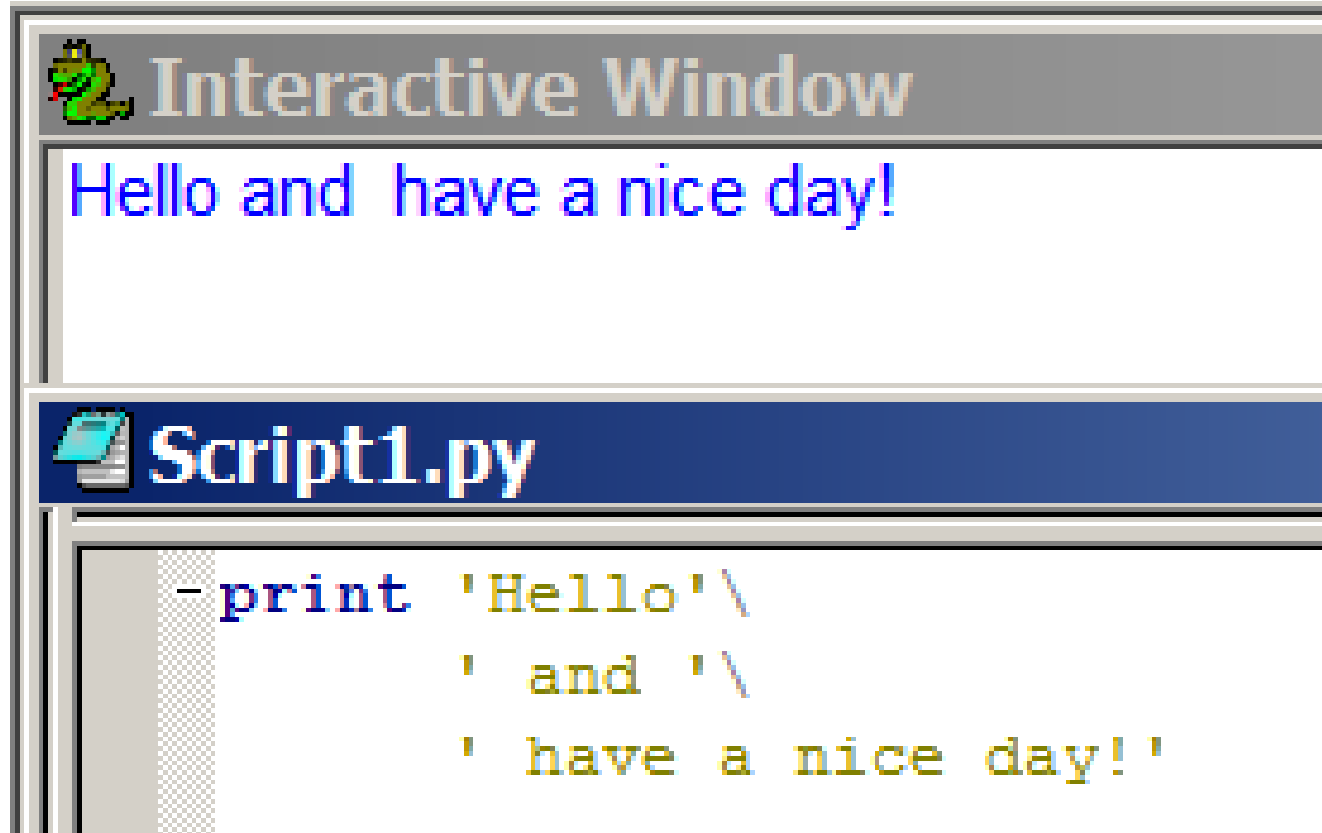 Interactive Window
Hello and  have a nice day!
Script1.py
print 'Hello'\
      ' and '\
      ' have a nice day!'